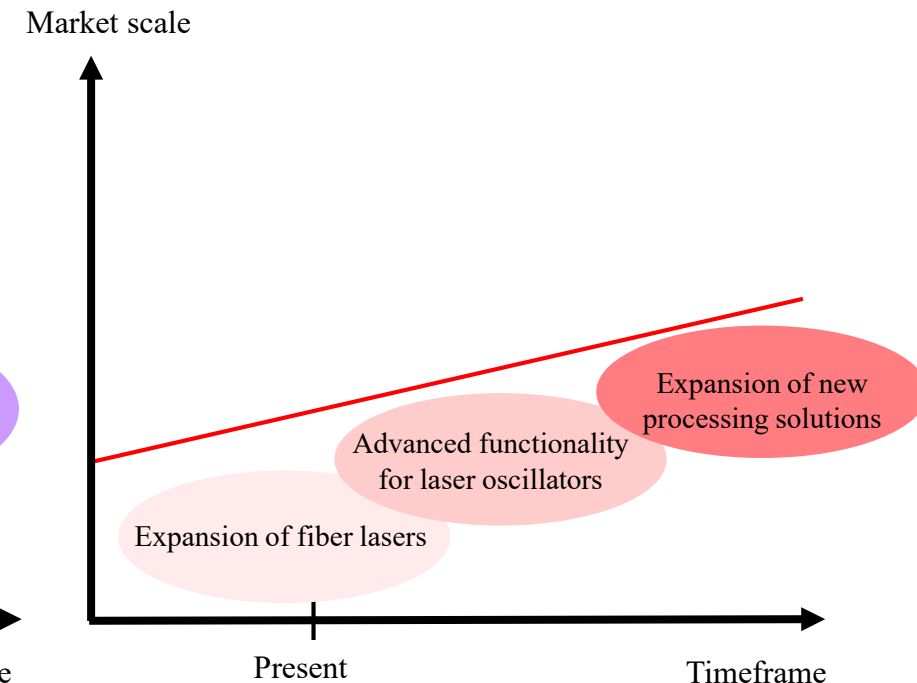 Market scale
Expansion of new
processing solutions
Advanced functionality
for laser oscillators
Expansion of fiber lasers
Present
Timeframe